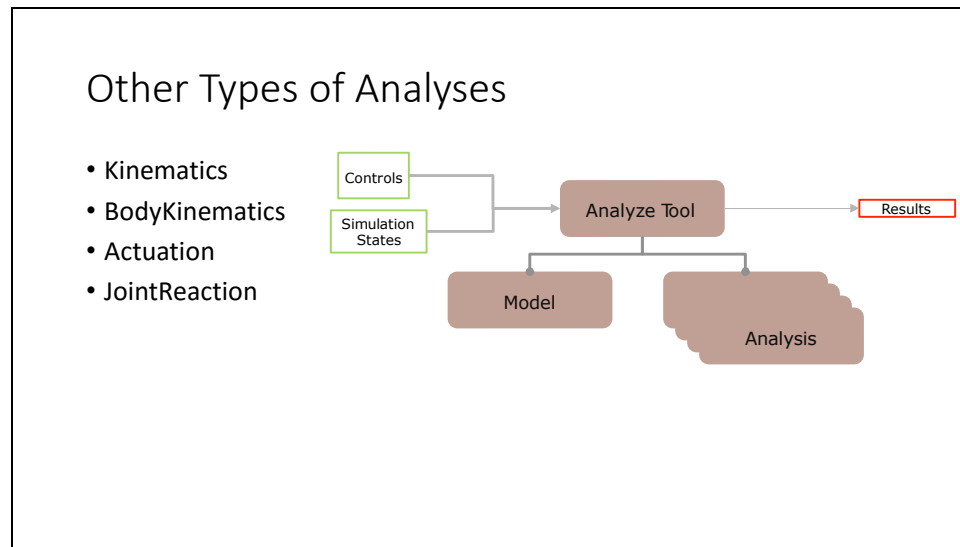 Other Types of Analyses
• Kinematics
• BodyKinematics
• Actuation
• JointReaction
Controls
Simulation
States
Analyze Tool
Results
Model
Analysis